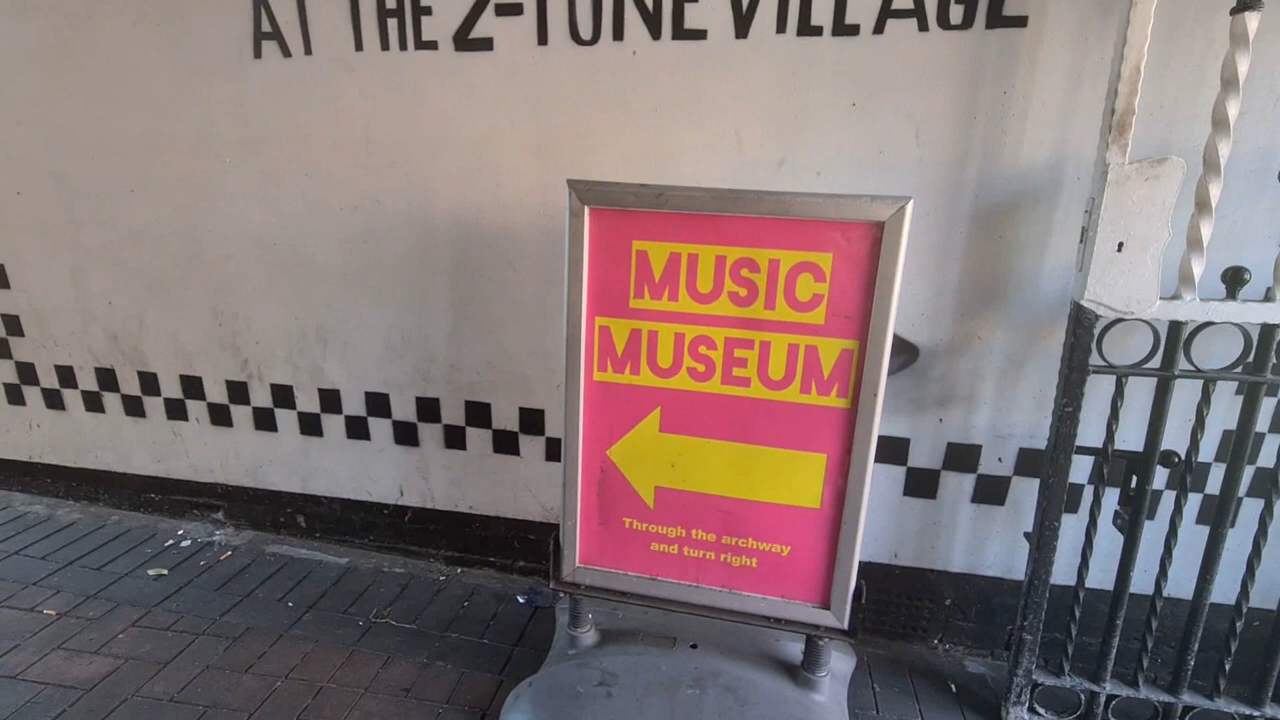 AT THE 2-TONE VILLAGE
MUSIC
MUSEUM
Through the archway
and turn right